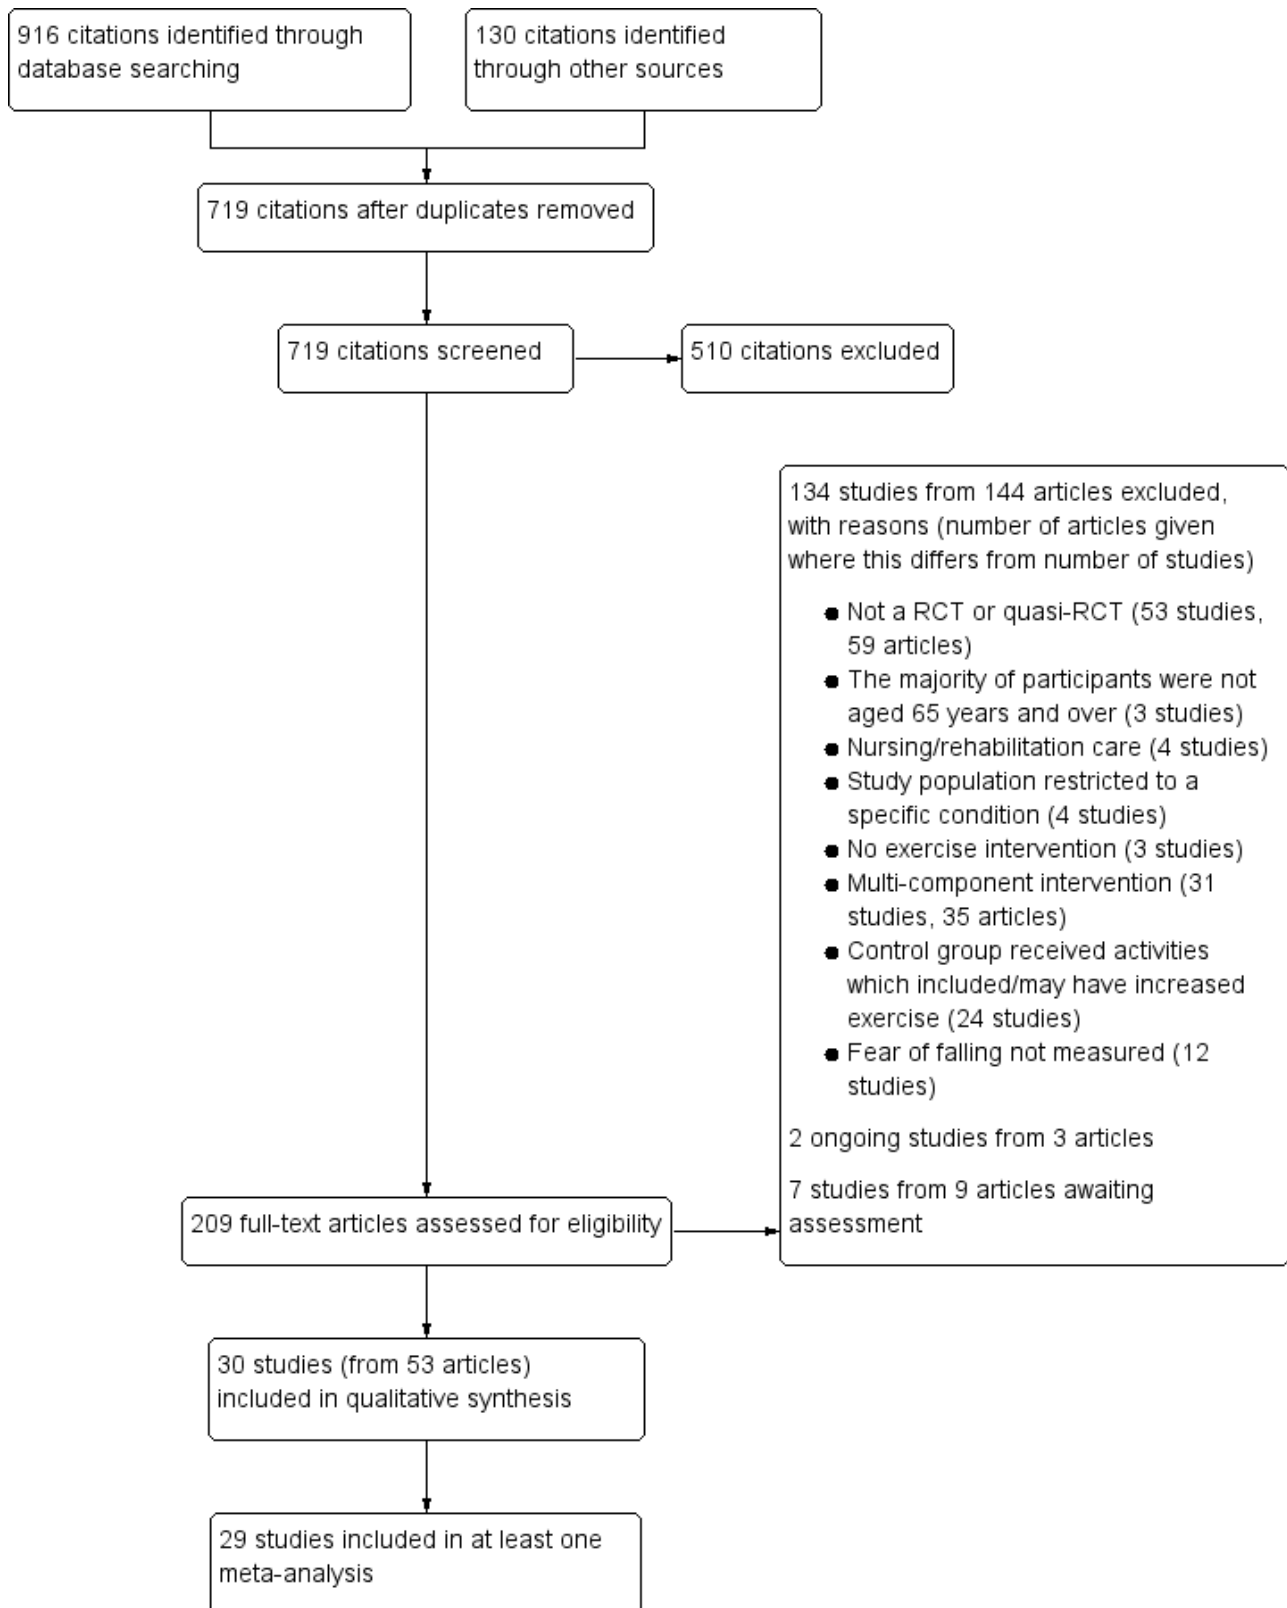 916 citations identified through
database searching
130 citations identified
through other sources
719 citations after duplicates removed
719 citations screened
510 citations excluded
134 studies from 144 articles excluded,
with reasons (number of articles given
where this differs from number of studies)
● Not a RCT or quasi-RCT (53 studies,
59 articles)
● The majority of participants were not
aged 65 years and over (3 studies)
● Nursing/rehabilitation care (4 studies)
● Study population restricted to a
specific condition (4 studies)
● No exercise intervention (3 studies)
● Multi-component intervention (31
studies, 35 articles)
● Control group received activities
which included/may have increased
exercise (24 studies)
● Fear of falling not measured (12
studies)
2 ongoing studies from 3 articles
7 studies from 9 articles awaiting
assessment
209 full-text articles assessed for eligibility
30 studies (from 53 articles)
included in qualitative synthesis
29 studies included in at least one
meta-analysis